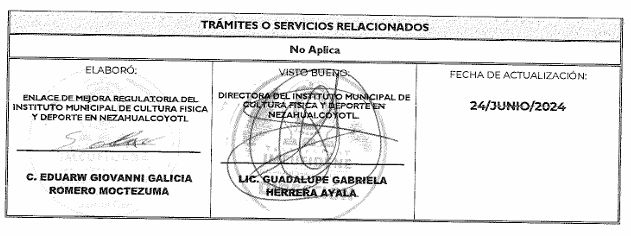 TRÁMITES O SERVICIOS RELACIONADOS
No Aplica
ELABORÓ:
ENLACE DE MEJORA REGULATORIA DEL
INSTITUTO MUNICIPAL DE CULTURA FISICA
Y DEPORTE EN NEZAHUALCOYOTL
C. EDUARW GIOVANNI GALICIA
ROMERO MOCTEZUMA
VISTO BUENO:
DIRECTORA DEL INSTITUTO MUNICIPAL DE
CULTURA FISICA Y DEPORTE EN
NEZAHUALCOYOTL.
LIC. GUADALUPE GABRIELA
HERRERA AYALA.
FECHA DE ACTUALIZACIÓN:
24/JUNIO/2024